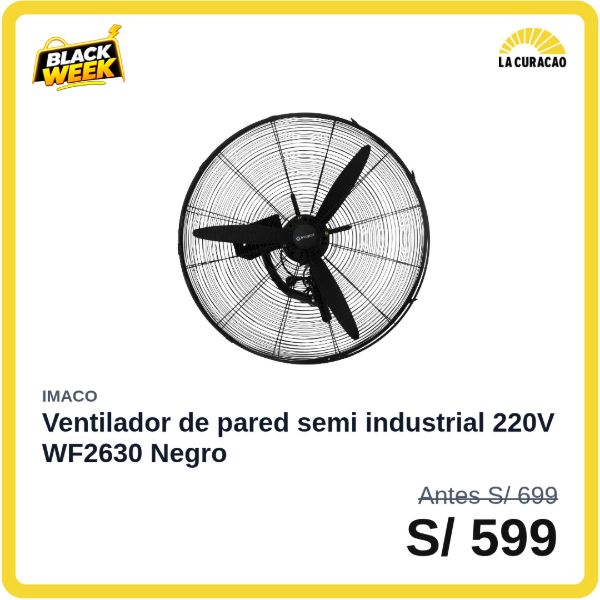 BLACK
WEEK
LA CURACAO
IMACO
Ventilador de pared semi industrial 220V
WF2630 Negro
Antes S/ 699
S/ 599